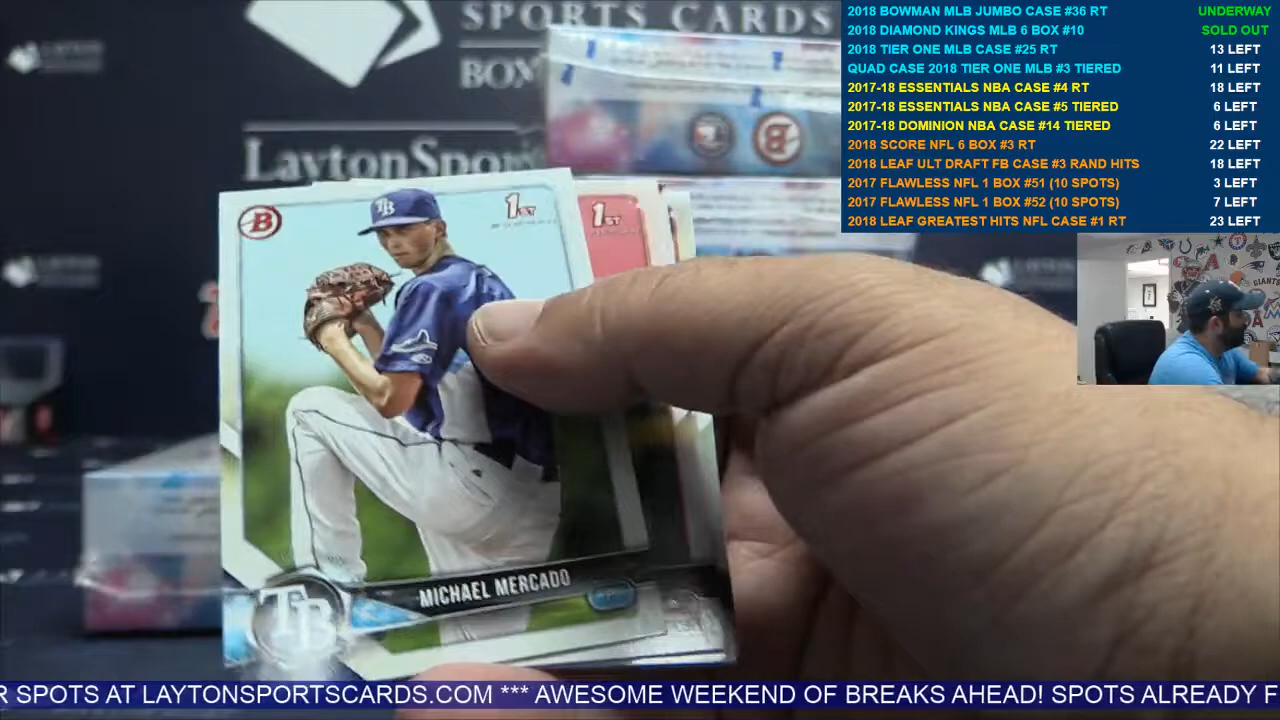 SPORTS CARDS
BOX
LaytonSports
2018 BOWMAN MLB JUMBO CASE #36 RT UNDERWAY
2018 DIAMOND KINGS MLB 6 BOX #10 SOLD OUT
2018 TIER ONE MLB CASE #25 RT 13 LEFT
QUAD CASE 2018 TIER ONE MLB #3 TIERED 11 LEFT
2017-18 ESSENTIALS NBA CASE #4 RT 18 LEFT
2017-18 ESSENTIALS NBA CASE #5 TIERED 6 LEFT
2017-18 DOMINION NBA CASE #14 TIERED 6 LEFT
2018 SCORE NFL 6 BOX #3 RT 22 LEFT
2018 LEAF ULT DRAFT FB CASE #3 RAND HITS 18 LEFT
2017 FLAWLESS NFL 1 BOX #51 (10 SPOTS) 3 LEFT
2017 FLAWLESS NFL 1 BOX #52 (10 SPOTS) 7 LEFT
2018 LEAF GREATEST HITS NFL CASE #1 RT 23 LEFT
B
TB
1ST
1ST
MICHAEL MERCADO
TB
R SPOTS AT LAYTONSPORTSCARDS.COM *** AWESOME WEEKEND OF BREAKS AHEAD! SPOTS ALREADY F